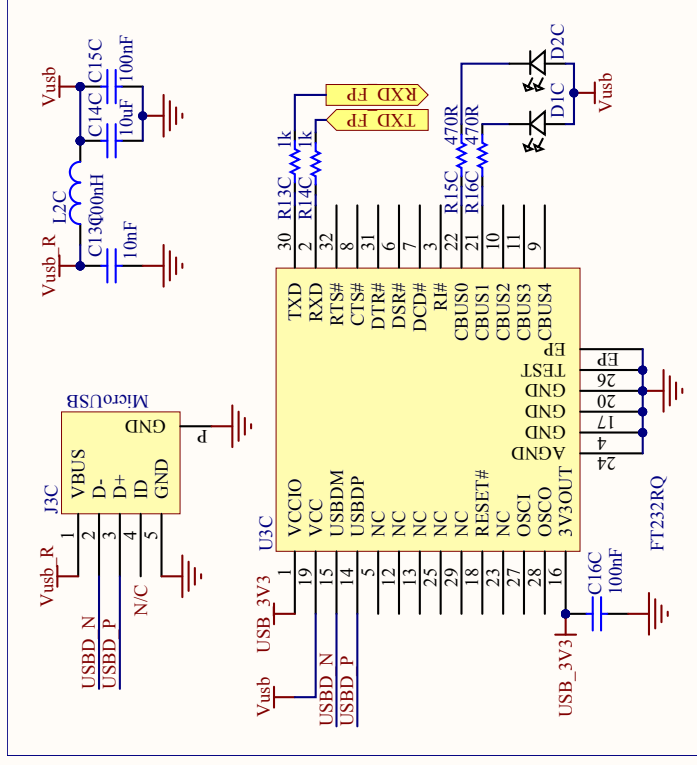 Vusb
C15C
100nF
C14C
10uF
L2C
100nH
C13C
10nF
Vusb_R
RXD_FP
TXD_FP
R13C
1k
R14C
1k
R15C
470R
R16C
470R
D2C
D1C
Vusb
30
2
32
8
31
6
7
3
22
21
10
11
9
TXD
RXD
RTS#
CTS#
DTR#
DSR#
DCD#
RI#
CBUS0
CBUS1
CBUS2
CBUS3
CBUS4
EP
TEST
GND
GND
GND
AGND
EP
26
20
17
4
24
FT232RQ
U3C
VCCIO
VCC
USBDM
USBDP
NC
NC
NC
NC
NC
RESET#
NC
OSCI
OSCO
3V3OUT
1
19
15
14
5
12
13
25
29
18
23
27
28
16
USB_3V3
Vusb
USBD_N
USBD_P
USB_3V3
C16C
100nF
MicroUSB
J3C
VBUS
D-
D+
ID
GND
GND
P
1
2
3
4
5
Vusb_R
USBD_N
USBD_P
N/C